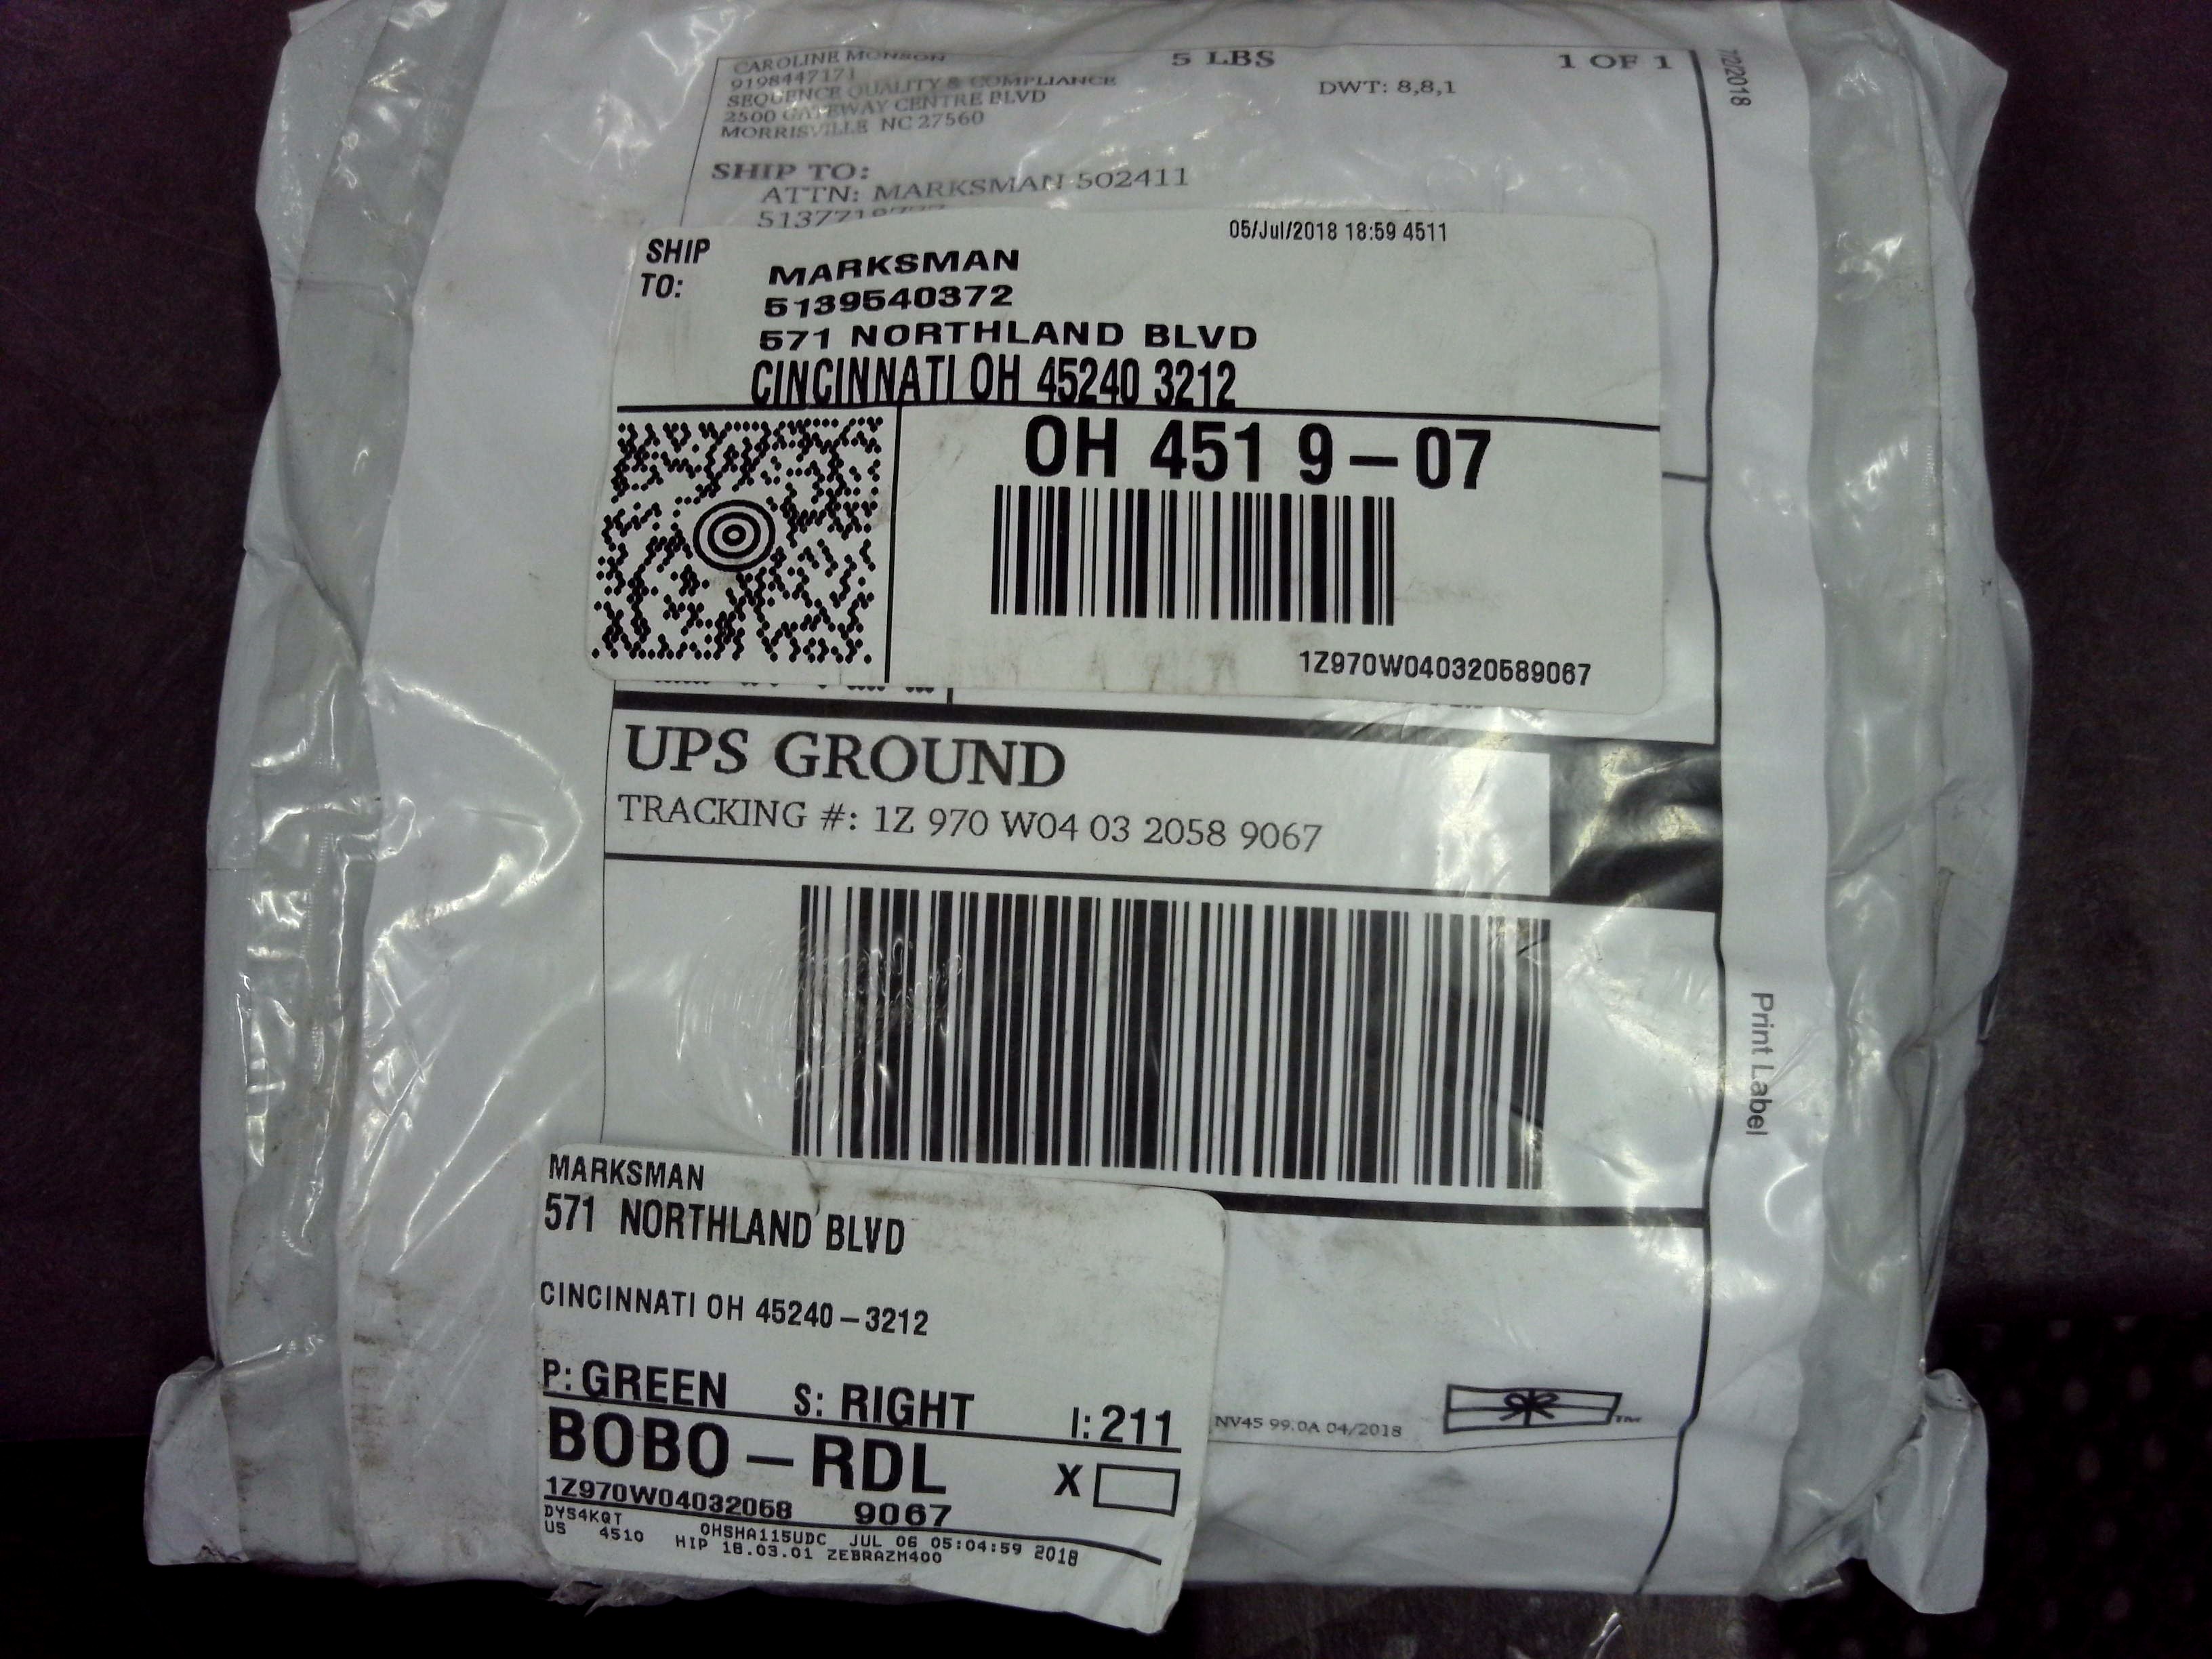 CAROLINE MONSON
9198447171
SEQUENCE QUALITY & COMPLIANCE
2500 GATEWAY CENTRE BLVD
MORRISVILLE NC 27560
5 LBS
1 OF 1
DWT: 8,8,1
SHIP TO:
ATTN: MARKSMAN 502411
05/Jul/2018 18:59 4511
SHIP
TO:
MARKSMAN
5139540372
571 NORTHLAND BLVD
CINCINNATI OH 45240 3212
OH 451 9-07
1Z970W040320589067
UPS GROUND
TRACKING #: 1Z 970 W04 03 2058 9067
MARKSMAN
571 NORTHLAND BLVD
CINCINNATI OH 45240-3212
P: GREEN S: RIGHT I: 211
BOBO-RDL X
1Z970W04032058 9067
DYS4KQT OHSHA115UDC JUL 06 05:04:59 2018
US 4510 HIP 18.03.01 ZEBRAZM400
NV45 99.0A 04/2018
TM
Print Label